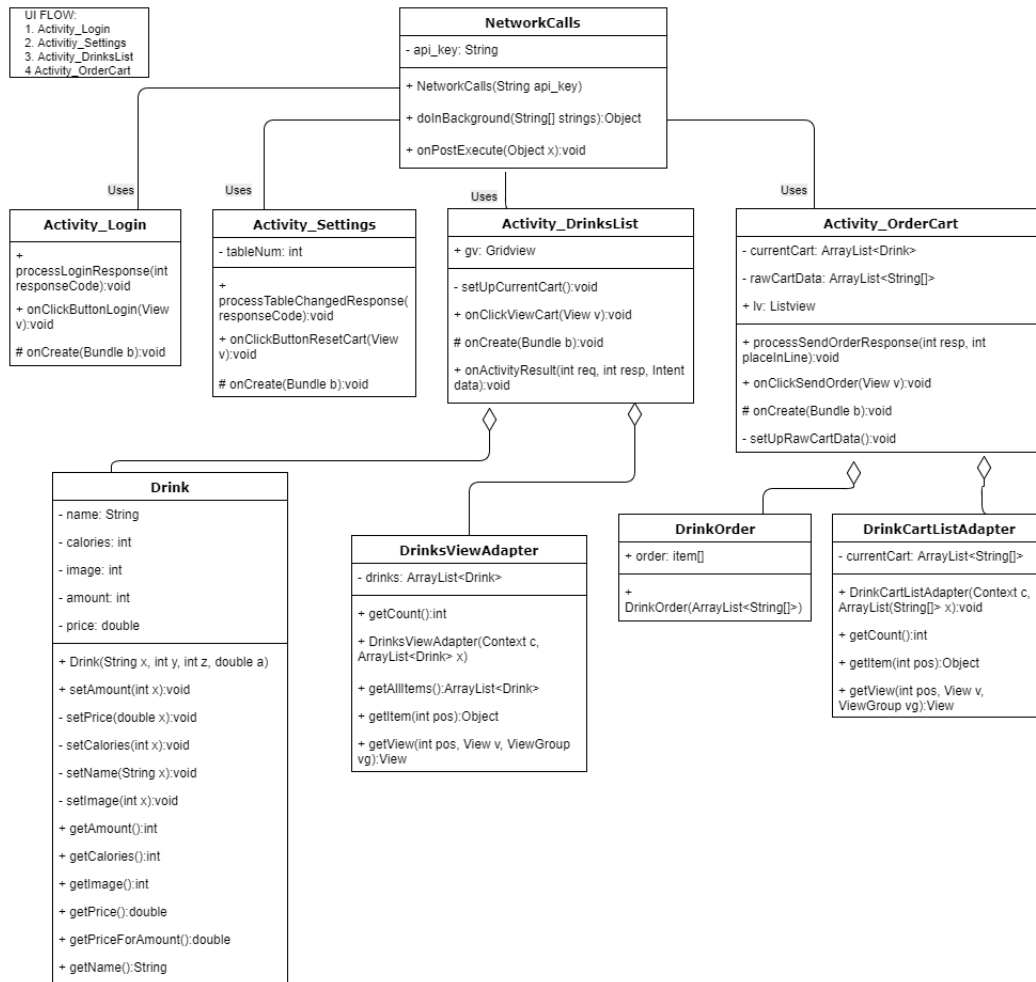 UI FLOW:
1. Activity_Login
2. Activitiy_Settings
3. Activity_DrinksList
4 Activity_OrderCart
NetworkCalls
- api_key: String
+ NetworkCalls(String api_key)
+ doInBackground(String[] strings):Object
+ onPostExecute(Object x):void
Uses
Uses
Uses
Uses
Activity_Login
+
processLoginResponse(int
responseCode):void
+ onClickButtonLogin(View
v):void
# onCreate(Bundle b):void
Activity_Settings
- tableNum: int
+
processTableChangedResponse(
responseCode):void
+ onClickButtonResetCart(View
v):void
# onCreate(Bundle b):void
Activity_DrinksList
+ gv: Gridview
- setUpCurrentCart():void
+ onClickViewCart(View v):void
# onCreate(Bundle b):void
+ onActivityResult(int req, int resp, Intent
data):void
Activity_OrderCart
- currentCart: ArrayList<Drink>
- rawCartData: ArrayList<String[]>
+ lv: Listview
+ processSendOrderResponse(int resp, int
placeInLine):void
+ onClickSendOrder(View v):void
# onCreate(Bundle b):void
- setUpRawCartData():void
Drink
- name: String
- calories: int
- image: int
- amount: int
- price: double
+ Drink(String x, int y, int z, double a)
+ setAmount(int x):void
- setPrice(double x):void
- setCalories(int x):void
- setName(String x):void
- setImage(int x):void
+ getAmount():int
+ getCalories():int
+ getImage():int
+ getPrice():double
+ getPriceForAmount():double
+ getName():String
DrinksViewAdapter
- drinks: ArrayList<Drink>
+ getCount():int
+ DrinksViewAdapter(Context c,
ArrayList<Drink> x)
+ getAllItems():ArrayList<Drink>
+ getItem(int pos):Object
+ getView(int pos, View v, ViewGroup
vg):View
DrinkOrder
+ order: item[]
+
DrinkOrder(ArrayList<String[]>)
DrinkCartListAdapter
- currentCart: ArrayList<String[]>
+ DrinkCartListAdapter(Context c,
ArrayList(String[]> x):void
+ getCount():int
+ getItem(int pos):Object
+ getView(int pos, View v,
ViewGroup vg):View